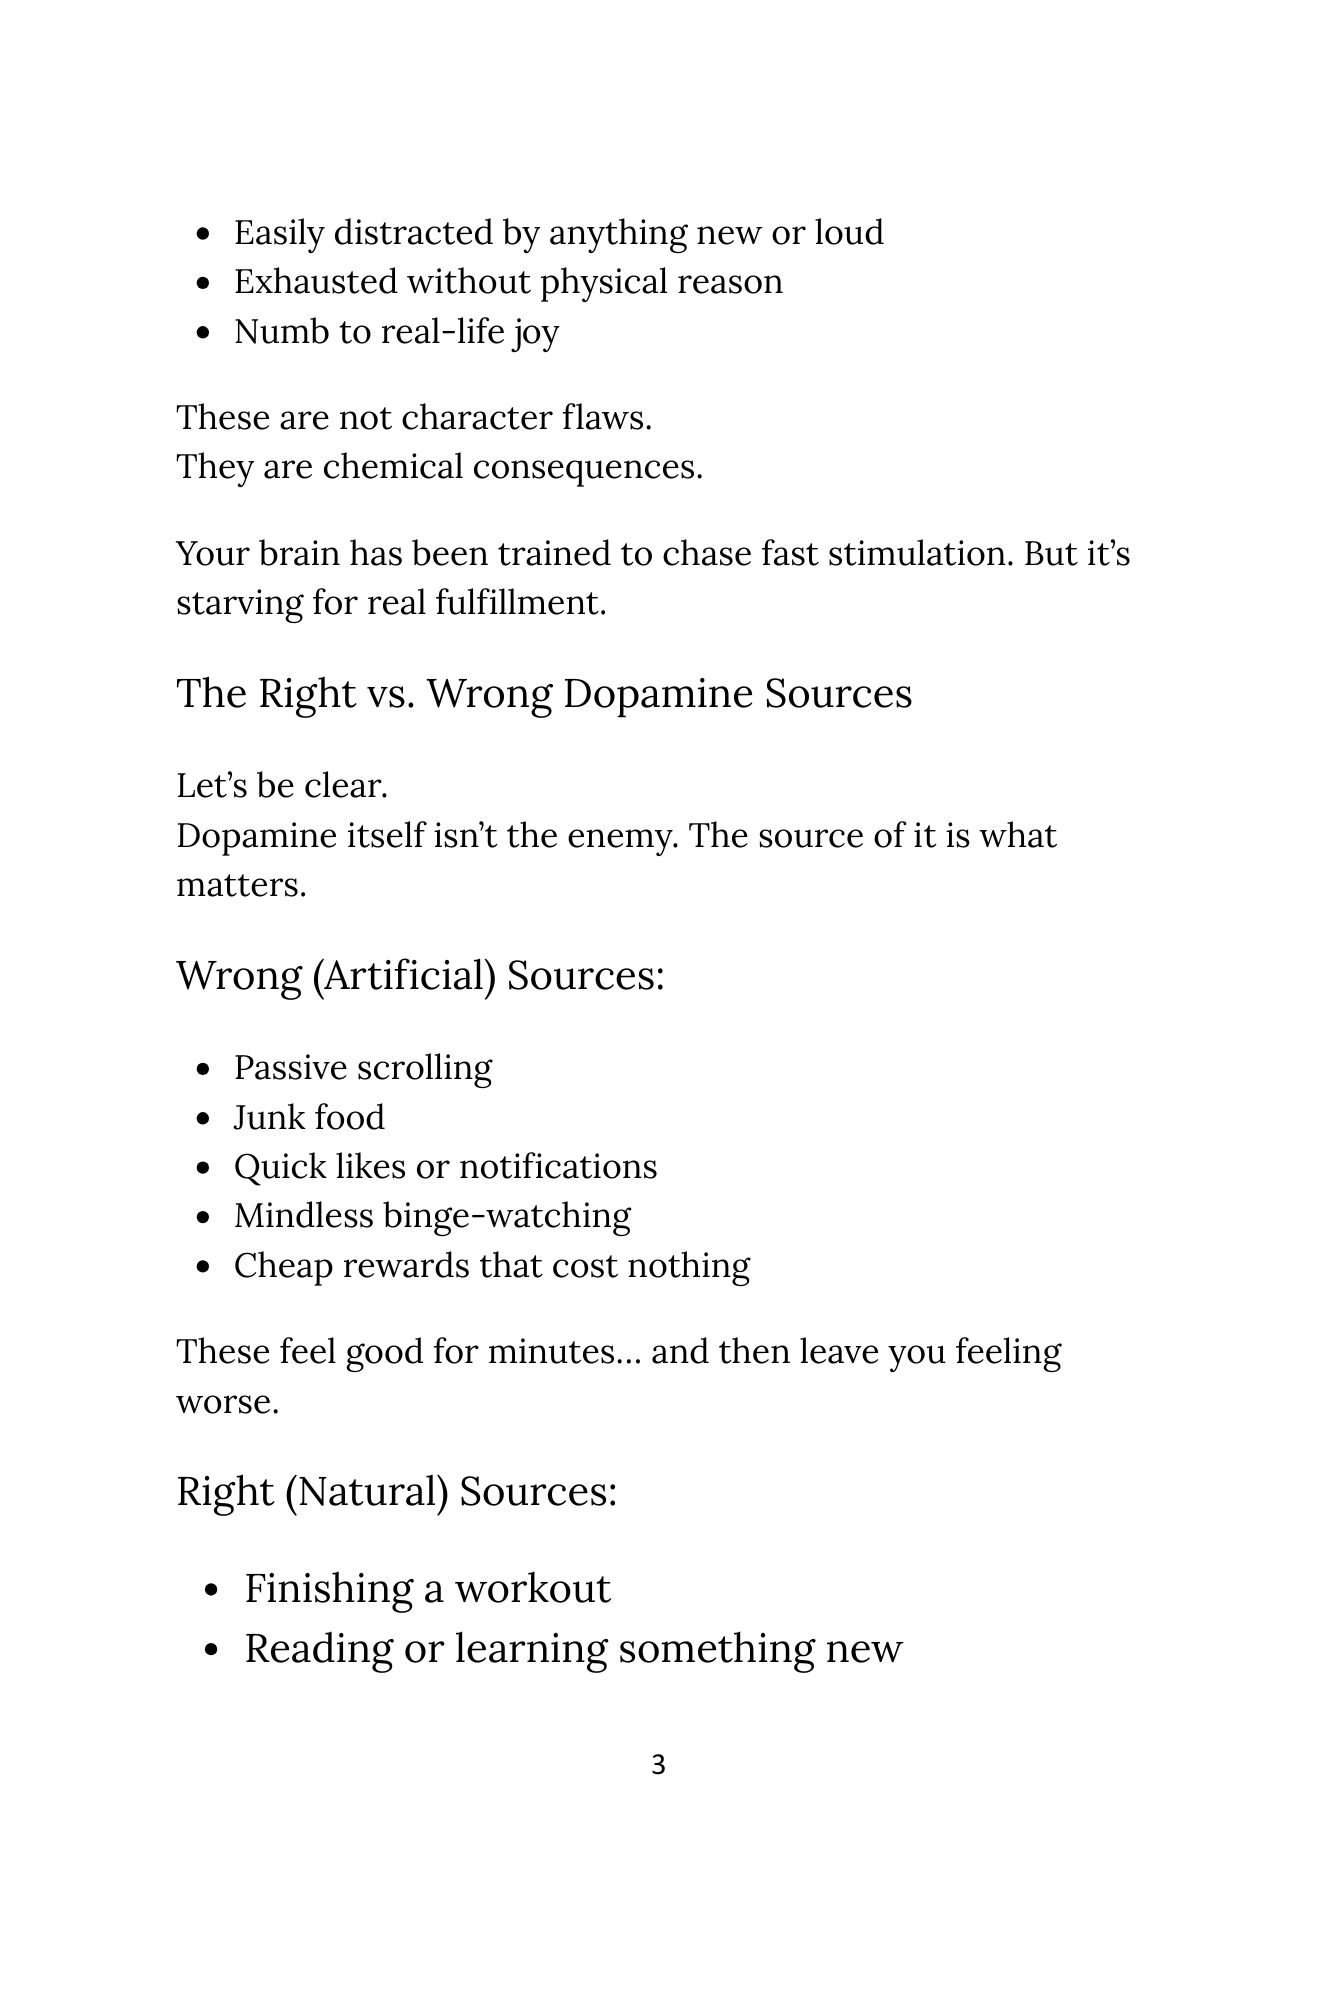 • Easily distracted by anything new or loud
• Exhausted without physical reason
• Numb to real-life joy
These are not character flaws.
They are chemical consequences.
Your brain has been trained to chase fast stimulation. But it’s
starving for real fulfillment.
The Right vs. Wrong Dopamine Sources
Let’s be clear.
Dopamine itself isn’t the enemy. The source of it is what
matters.
Wrong (Artificial) Sources:
• Passive scrolling
• Junk food
• Quick likes or notifications
• Mindless binge-watching
• Cheap rewards that cost nothing
These feel good for minutes… and then leave you feeling
worse.
Right (Natural) Sources:
• Finishing a workout
• Reading or learning something new
3